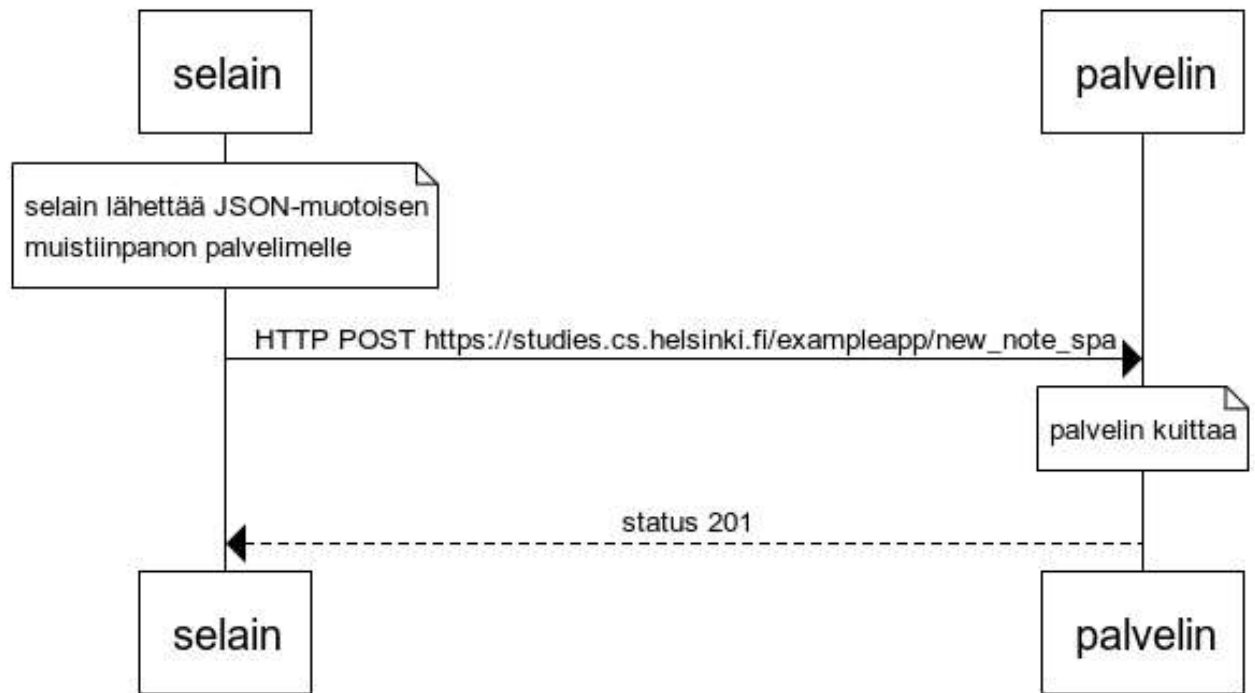 selain
palvelin
selain lähettää JSON-muotoisen
muistiinpanon palvelimelle
HTTP POST https://studies.cs.helsinki.fi/exampleapp/new_note_spa
palvelin kuittaa
status 201
selain
palvelin